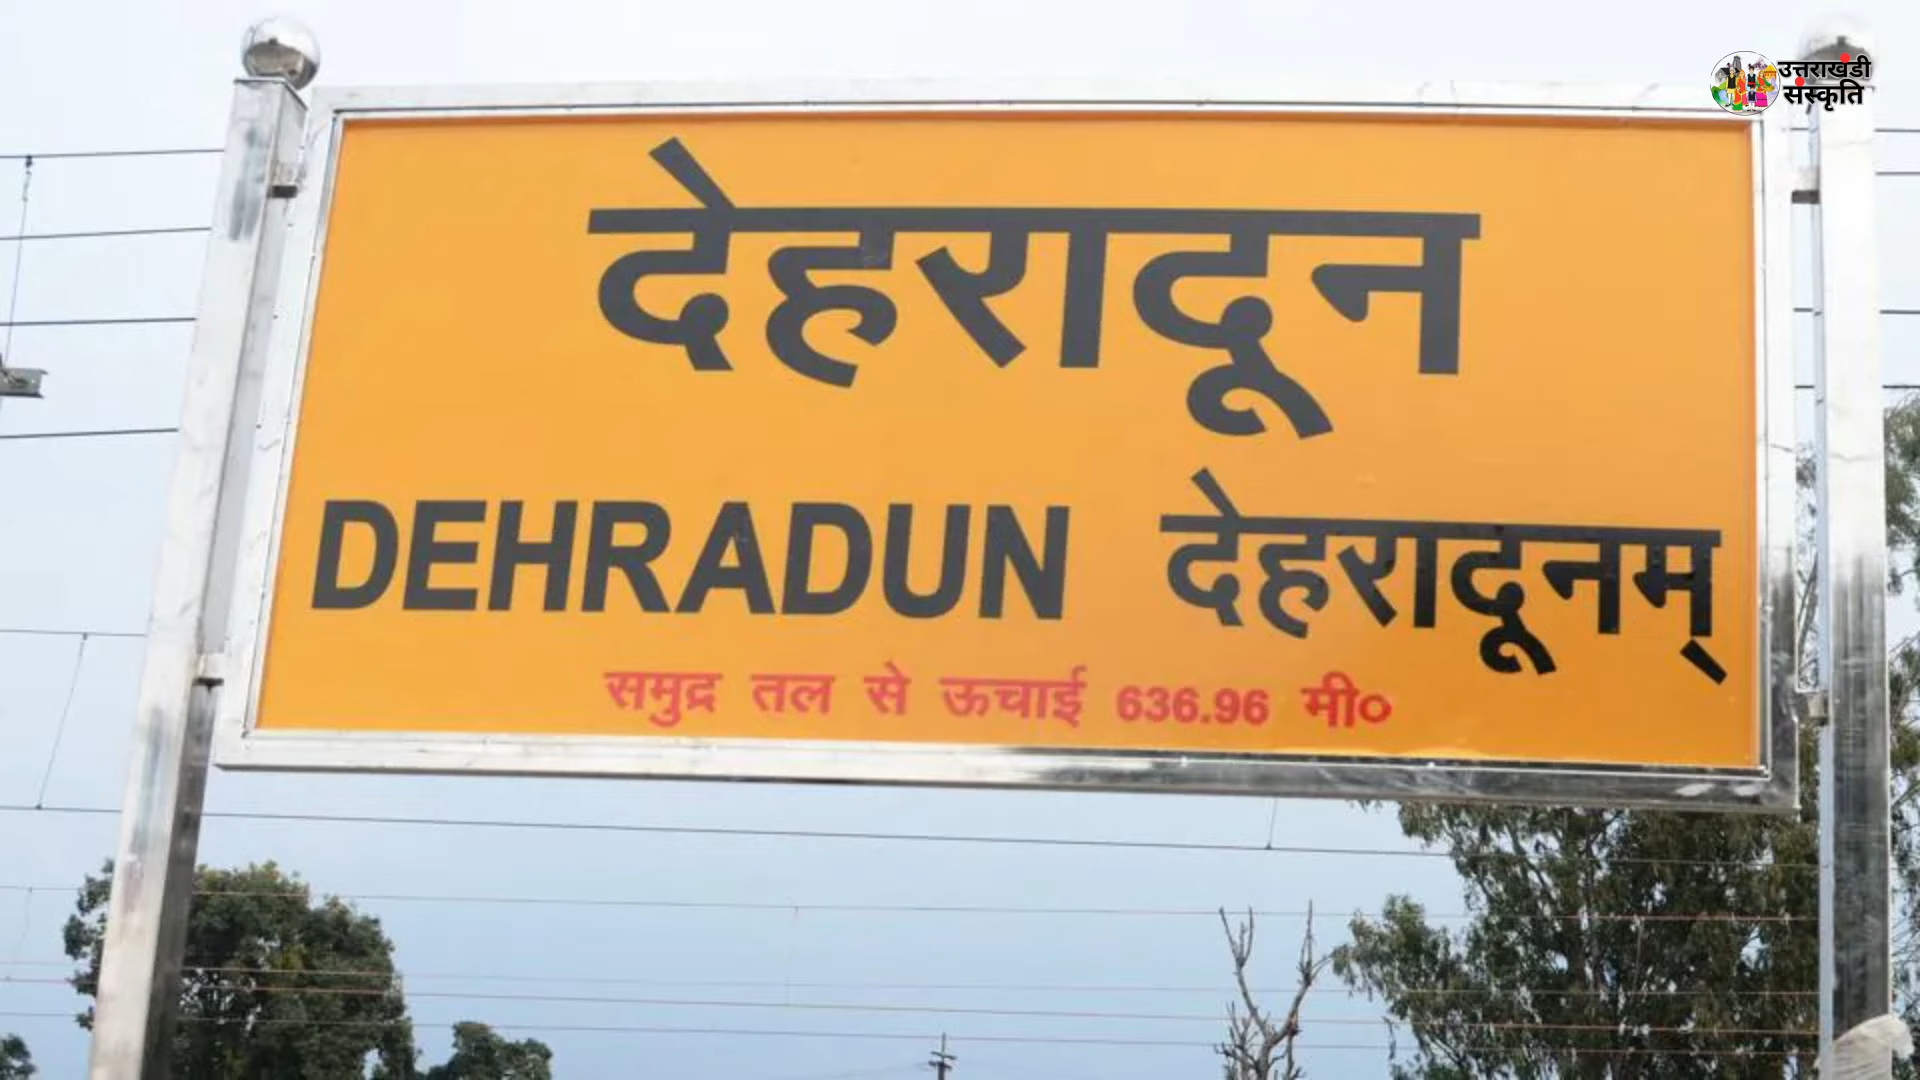 उत्तराखंडी
संस्कृति
देहरादून
DEHRADUN देहरादूनम्
समुद्र तल से ऊचाई 636.96 मी०